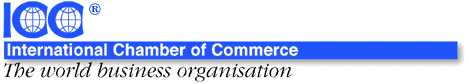 ICC®
International Chamber of Commerce
The world business organisation